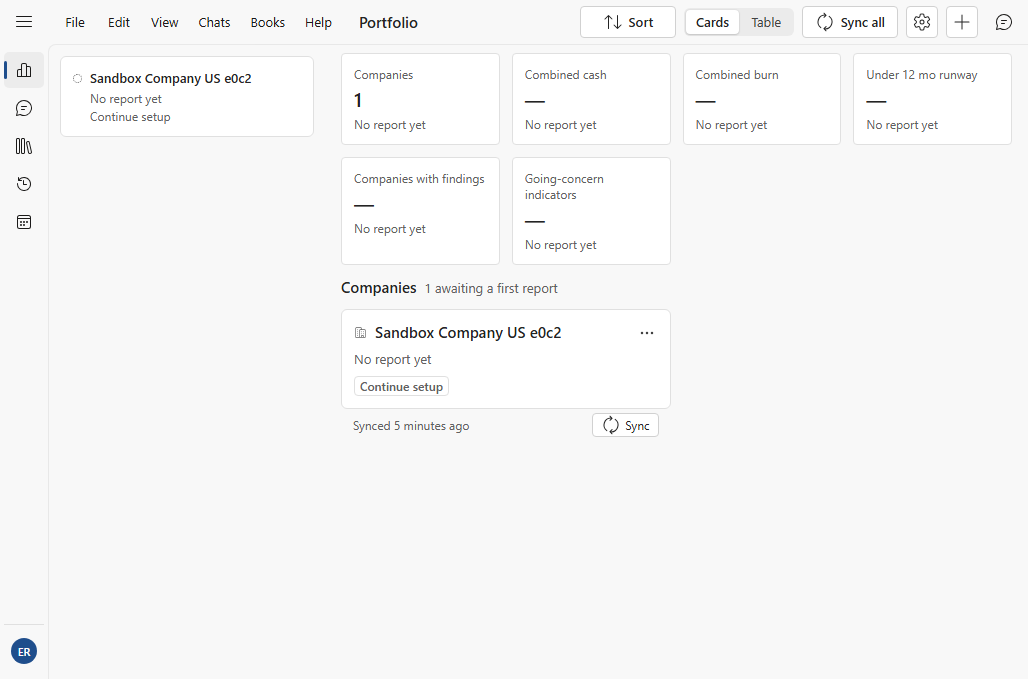 File Edit View Chats Books Help Portfolio Sort Cards Table Sync all
Sandbox Company US e0c2
No report yet
Continue setup
Companies
1
No report yet
Combined cash
—
No report yet
Combined burn
—
No report yet
Under 12 mo runway
—
No report yet
Companies with findings
—
No report yet
Going-concern
indicators
—
No report yet
Companies 1 awaiting a first report
Sandbox Company US e0c2
No report yet
Continue setup
Synced 5 minutes ago Sync
ER